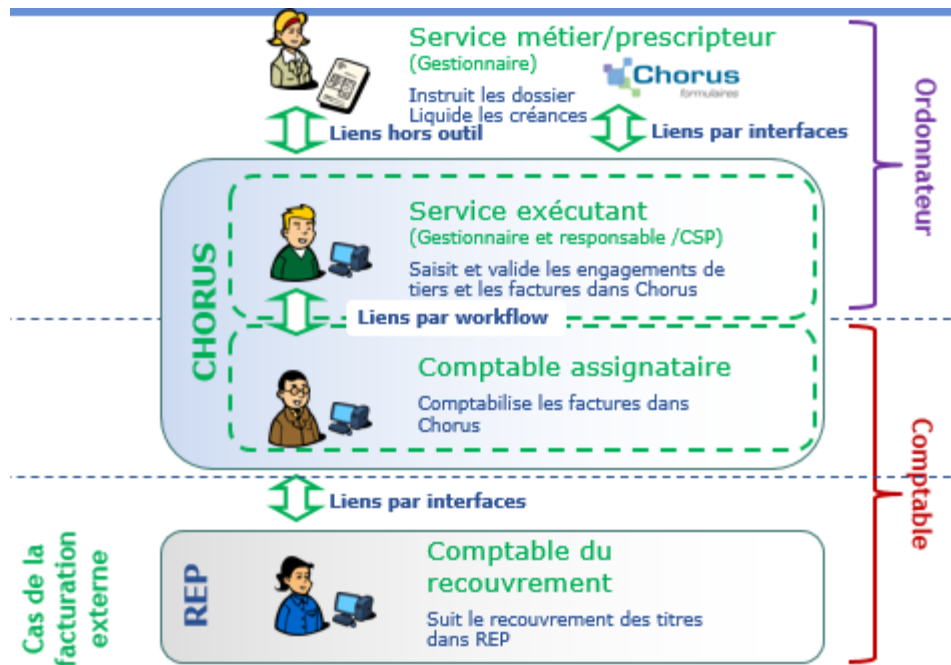 Service métier/prescripteur
(Gestionnaire)
Chorus
formulaires
Instruit les dossier
Liquide les créances
Liens hors outil
Liens par interfaces
Ordonnateur
CHORUS
Service exécutant
(Gestionnaire et responsable /CSP)
Saisit et valide les engagements de
tiers et les factures dans Chorus
Liens par workflow
Comptable assignataire
Comptabilise les factures dans
Chorus
Comptable
Liens par interfaces
Cas de la
facturation
externe
REP
Comptable du
recouvrement
Suit le recouvrement des titres
dans REP